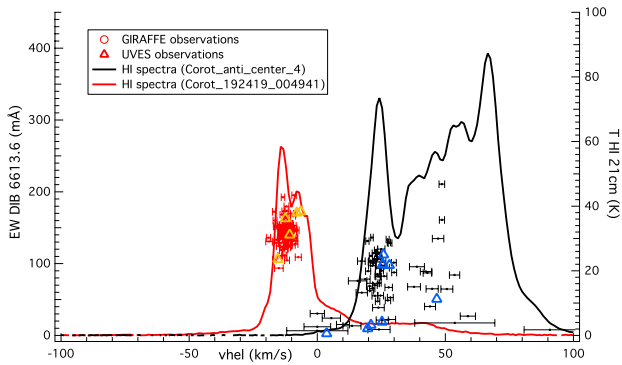 GIRAFFE observations
UVES observations
HI spectra (Corot_anti_center_4)
HI spectra (Corot_192419_004941)
EW DIB 6613.6 (mÅ)
400
300
200
100
0
100
80
60
40
20
0
T HI 21cm (K)
-100
-50
0
50
100
vhel (km/s)